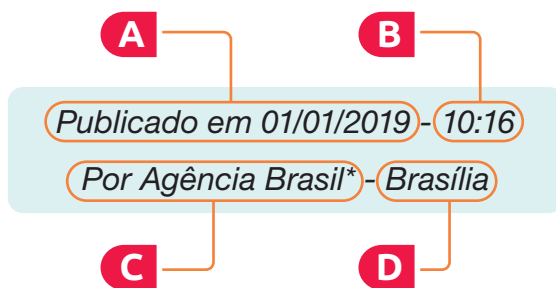 A B
Publicado em 01/01/2019 - 10:16
Por Agência Brasil* - Brasília
C D